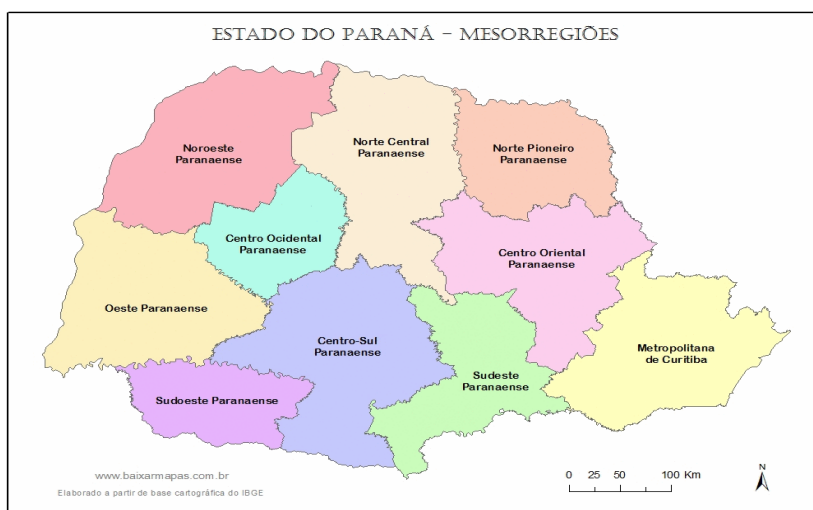 ESTADO DO PARANÁ - MESORREGIÕES
Noroeste
Paranaense
Norte Central
Paranaense
Norte Pioneiro
Paranaense
Centro Ocidental
Paranaense
Centro Oriental
Paranaense
Oeste Paranaense
Centro-Sul
Paranaense
Metropolitana
de Curitiba
Sudeste
Paranaense
Sudoeste Paranaense
www.baixarmapas.com.br
Elaborado a partir de base cartográfica do IBGE
0 25 50 100 Km
N